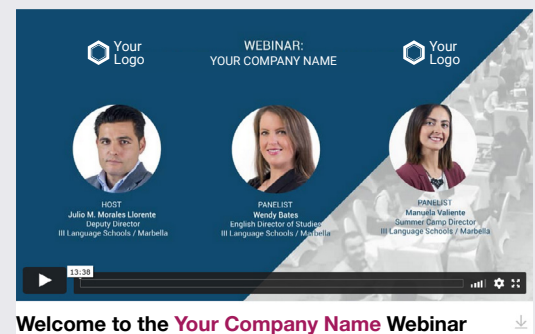 Your
Logo
WEBINAR:
YOUR COMPANY NAME
Your
Logo
HOST
Julio M. Morales Llorente
Deputy Director
III Language Schools / Marbella
PANELIST
Wendy Bates
English Director of Studies
III Language Schools / Marbella
PANELIST
Manuela Valiente
Summer Camp Director
III Language Schools / Marbella
13:38
Welcome to the Your Company Name Webinar